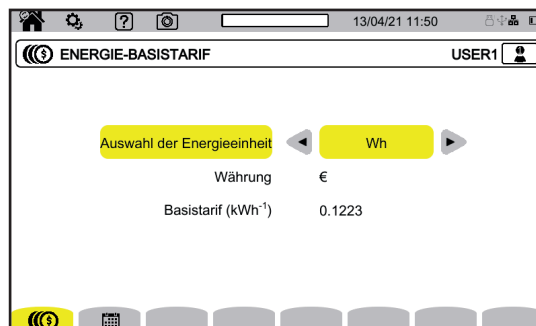 13/04/21 11:50
ENERGIE-BASISTARIF
USER1
Auswahl der Energieeinheit
Wh
Währung
€
Basistarif (kWh⁻¹)
0.1223